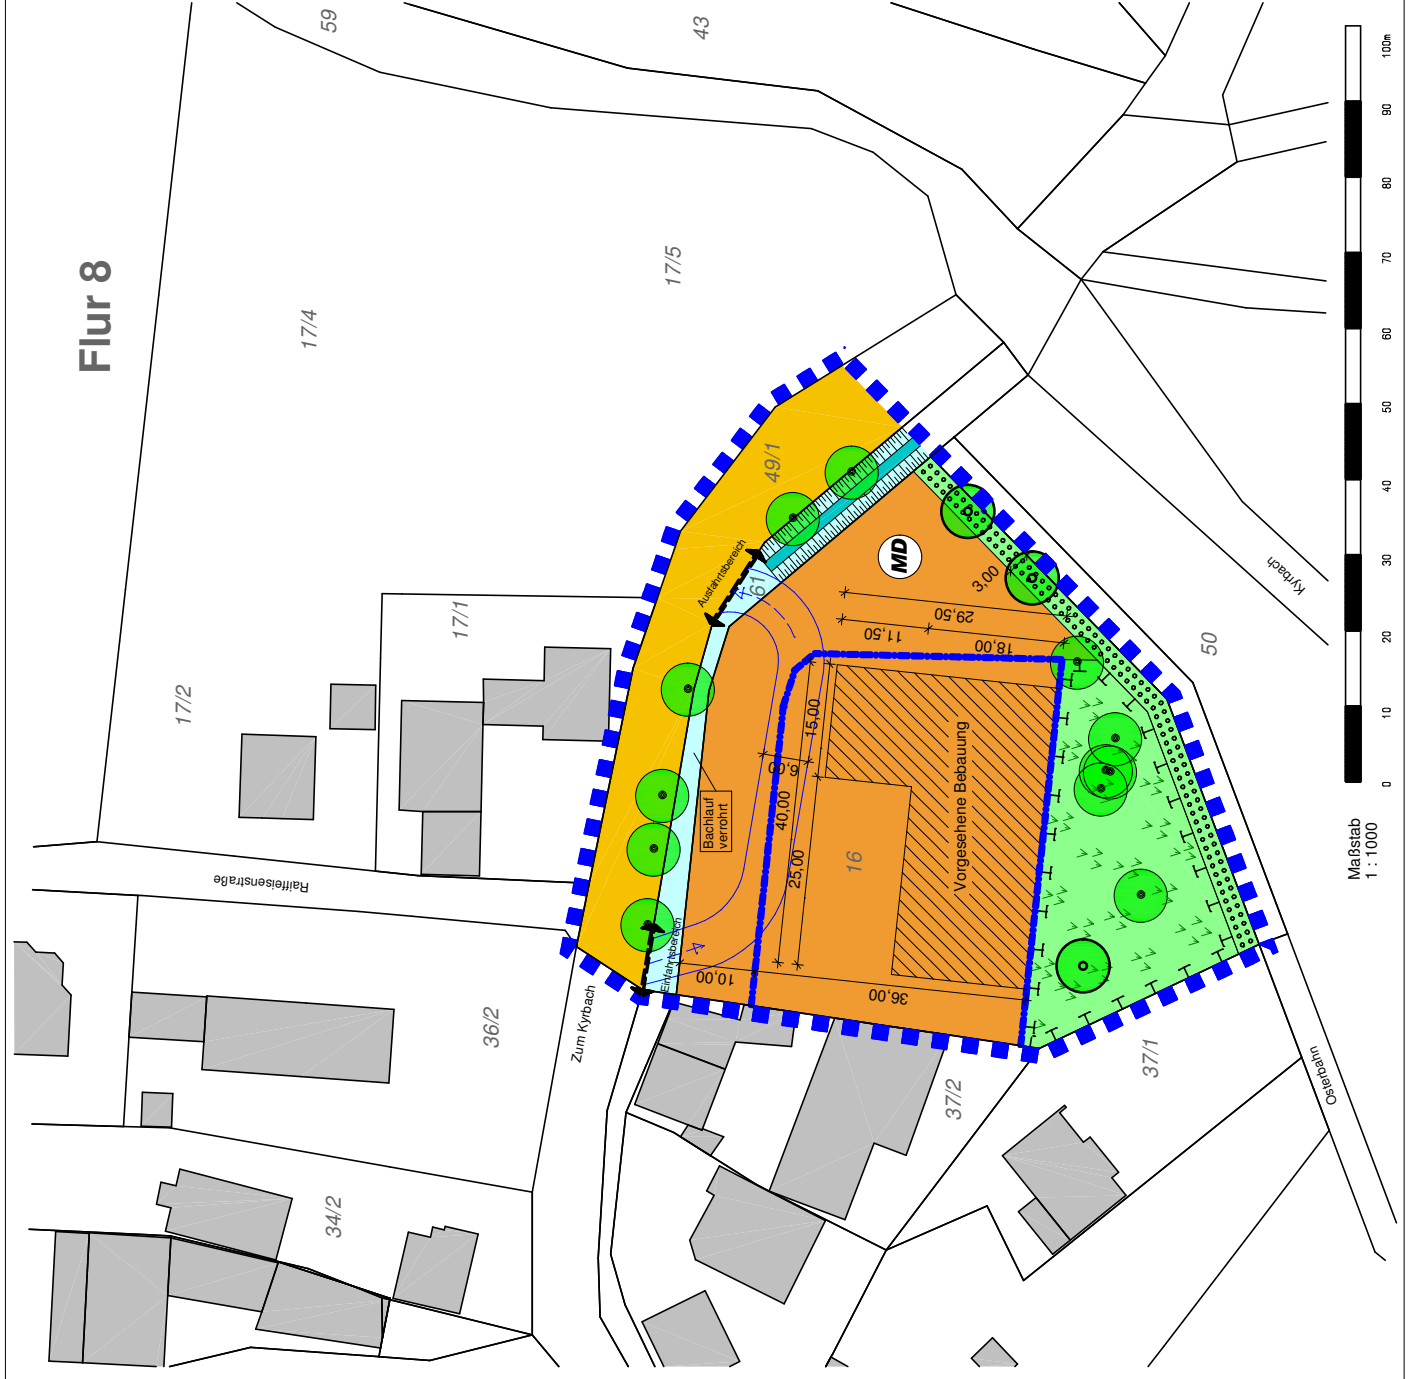 Flur 8
59
43
17/4
17/5
17/2
17/1
49/1
61
Ausfahrtsbereich
MD
3,00
29,50
11,50
18,00
15,00
6,00
40,00
25,00
Bachlauf
verrohrt
16
Vorgesehene Bebauung
10,00
36,00
Einfahrtsbereich
Raiffeisenstraße
Zum Kyrbach
36/2
34/2
37/2
37/1
50
Kyrbach
Osterbahn
Maßstab
1 : 1000
0
10
20
30
40
50
60
70
80
90
100m